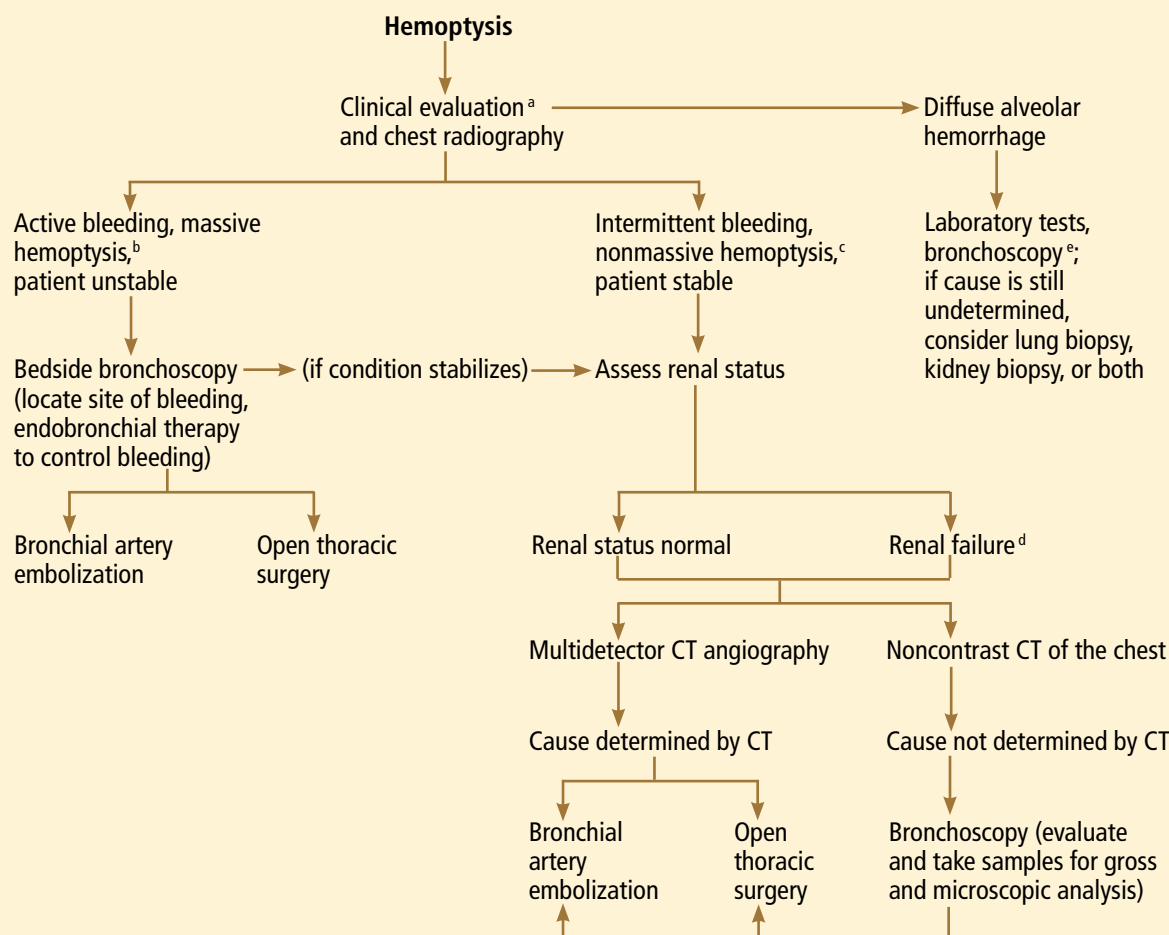 Hemoptysis
Clinical evaluation a
and chest radiography
Diffuse alveolar
hemorrhage
Active bleeding, massive
hemoptysis,b
patient unstable
Intermittent bleeding,
nonmassive hemoptysis,c
patient stable
Laboratory tests,
bronchoscopy e;
if cause is still
undetermined,
consider lung biopsy,
kidney biopsy, or both
Bedside bronchoscopy
(locate site of bleeding,
endobronchial therapy
to control bleeding)
(if condition stabilizes)
Assess renal status
Bronchial artery
embolization
Open thoracic
surgery
Renal status normal
Renal failure d
Multidetector CT angiography
Noncontrast CT of the chest
Cause determined by CT
Cause not determined by CT
Bronchial
artery
embolization
Open
thoracic
surgery
Bronchoscopy (evaluate
and take samples for gross
and microscopic analysis)